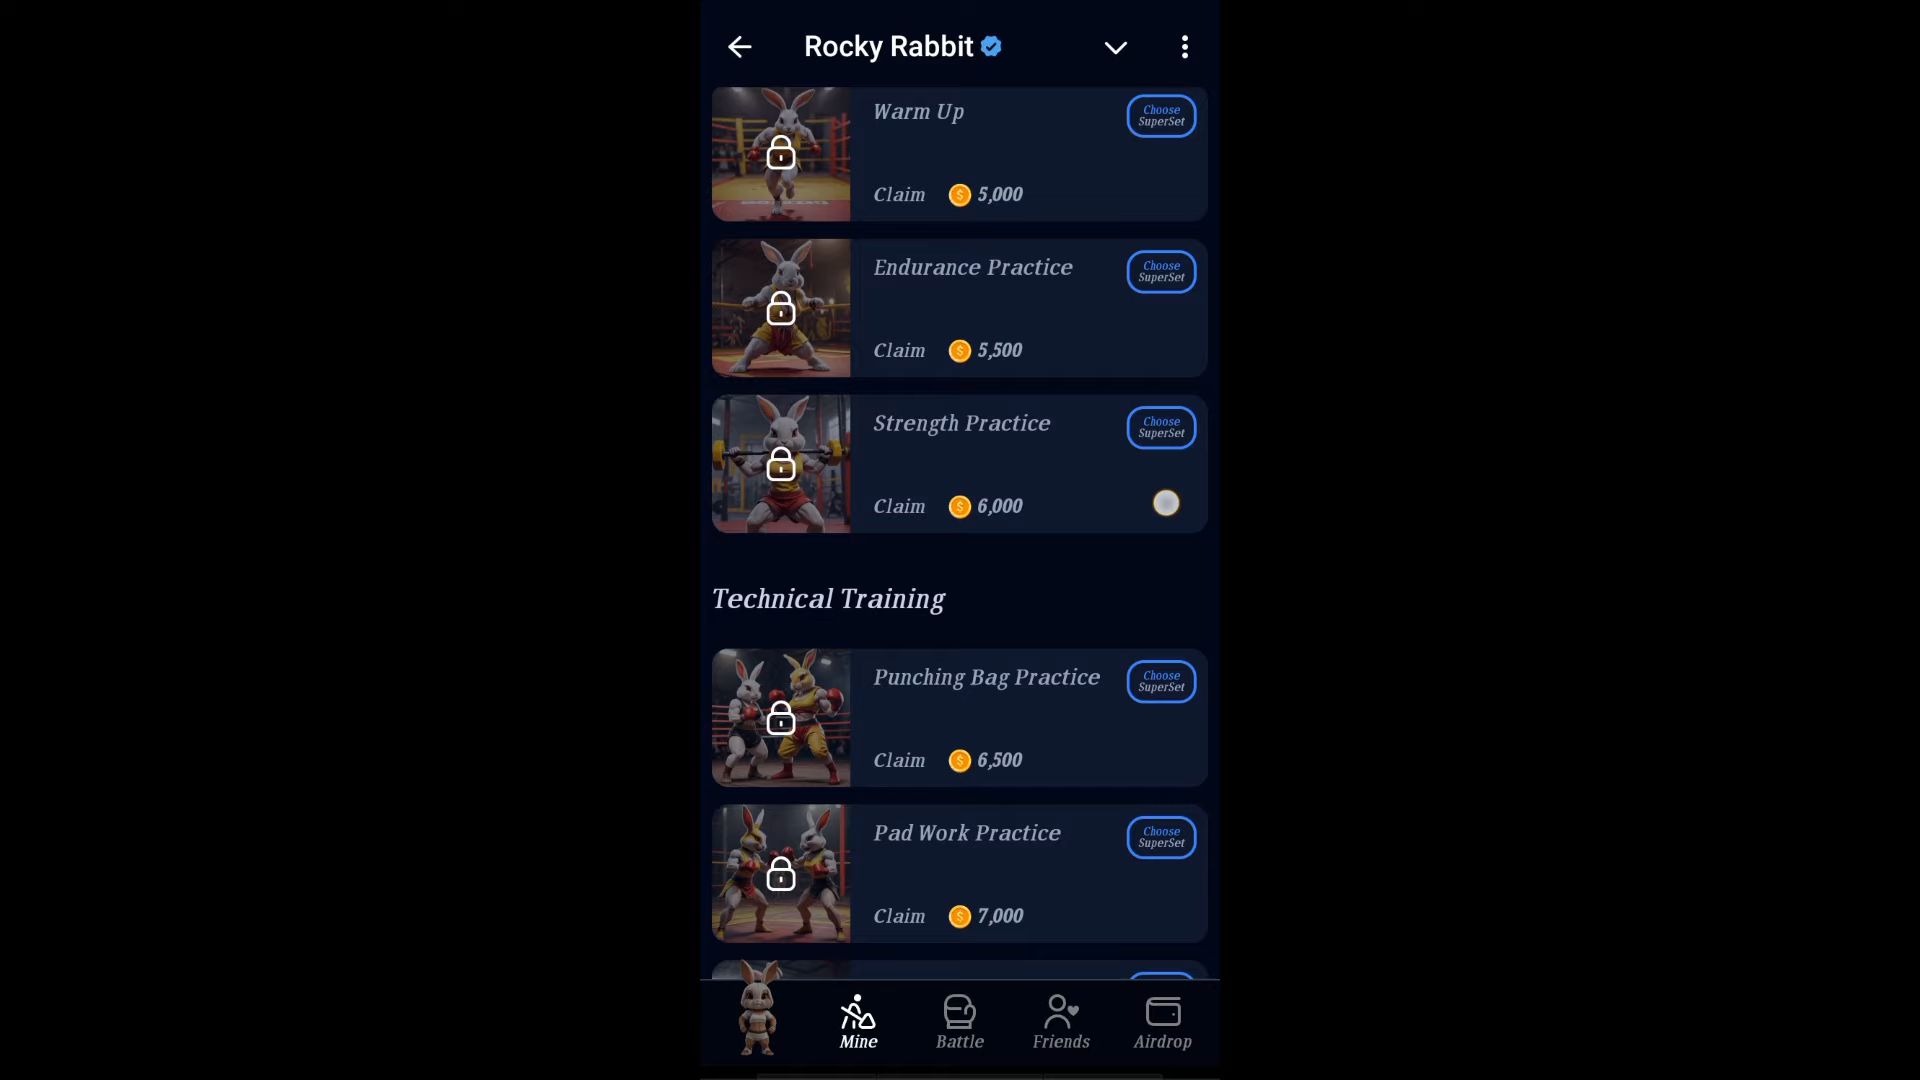 Rocky Rabbit
Warm Up
Choose
SuperSet
Claim 5,000
Endurance Practice
Choose
SuperSet
Claim 5,500
Strength Practice
Choose
SuperSet
Claim 6,000
Technical Training
Punching Bag Practice
Choose
SuperSet
Claim 6,500
Pad Work Practice
Choose
SuperSet
Claim 7,000
Mine
Battle
Friends
Airdrop